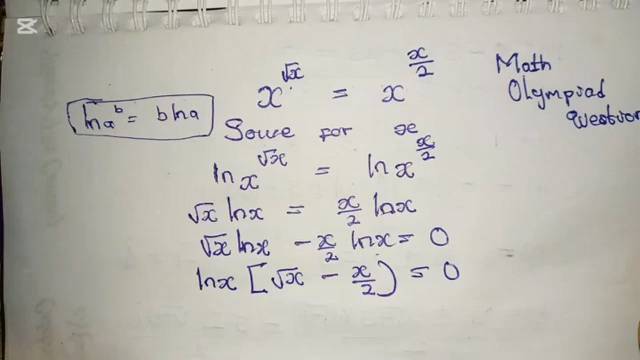 x^√x = x^x/2
Math
Olympiad
Question
ln a^b = b ln a
Solve for x
ln x^√x = ln x^x/2
√x ln x = x/2 ln x
√x ln x - x/2 ln x = 0
ln x [√x - x/2) = 0